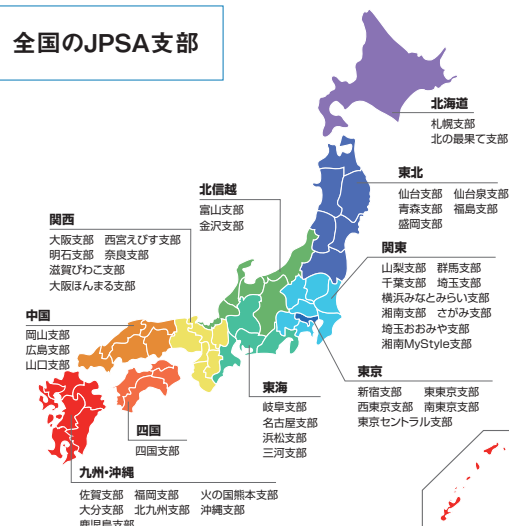 全国のJPSA支部
北海道
札幌支部
北の最果て支部
東北
仙台支部 仙台泉支部
青森支部 福島支部
盛岡支部
北信越
富山支部
金沢支部
関西
大阪支部 西宮えびす支部
明石支部 奈良支部
滋賀びわこ支部
大阪ほんまる支部
関東
山梨支部 群馬支部
千葉支部 埼玉支部
横浜みなとみらい支部
湘南支部 さがみ支部
埼玉おおみや支部
湘南MyStyle支部
中国
岡山支部
広島支部
山口支部
東京
新宿支部 東東京支部
西東京支部 南東京支部
東京セントラル支部
東海
岐阜支部
名古屋支部
浜松支部
三河支部
四国
四国支部
九州・沖縄
佐賀支部 福岡支部 火の国熊本支部
大分支部 北九州支部 沖縄支部
鹿児島支部